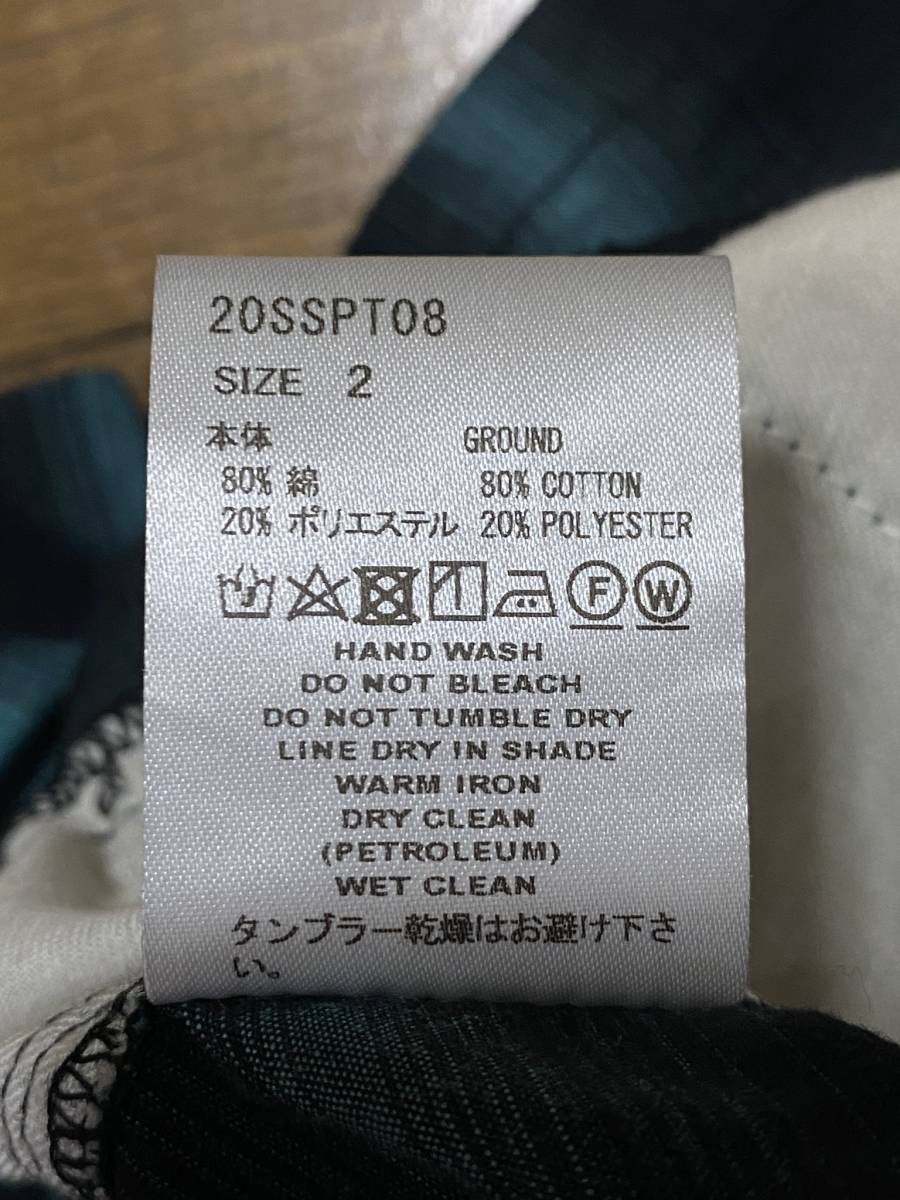 20SSPT08
SIZE 2
本体 GROUND
80% 綿 80% COTTON
20% ポリエステル 20% POLYESTER
F W
HAND WASH
DO NOT BLEACH
DO NOT TUMBLE DRY
LINE DRY IN SHADE
WARM IRON
DRY CLEAN
(PETROLEUM)
WET CLEAN
タンブラー乾燥はお避け下さ
い。